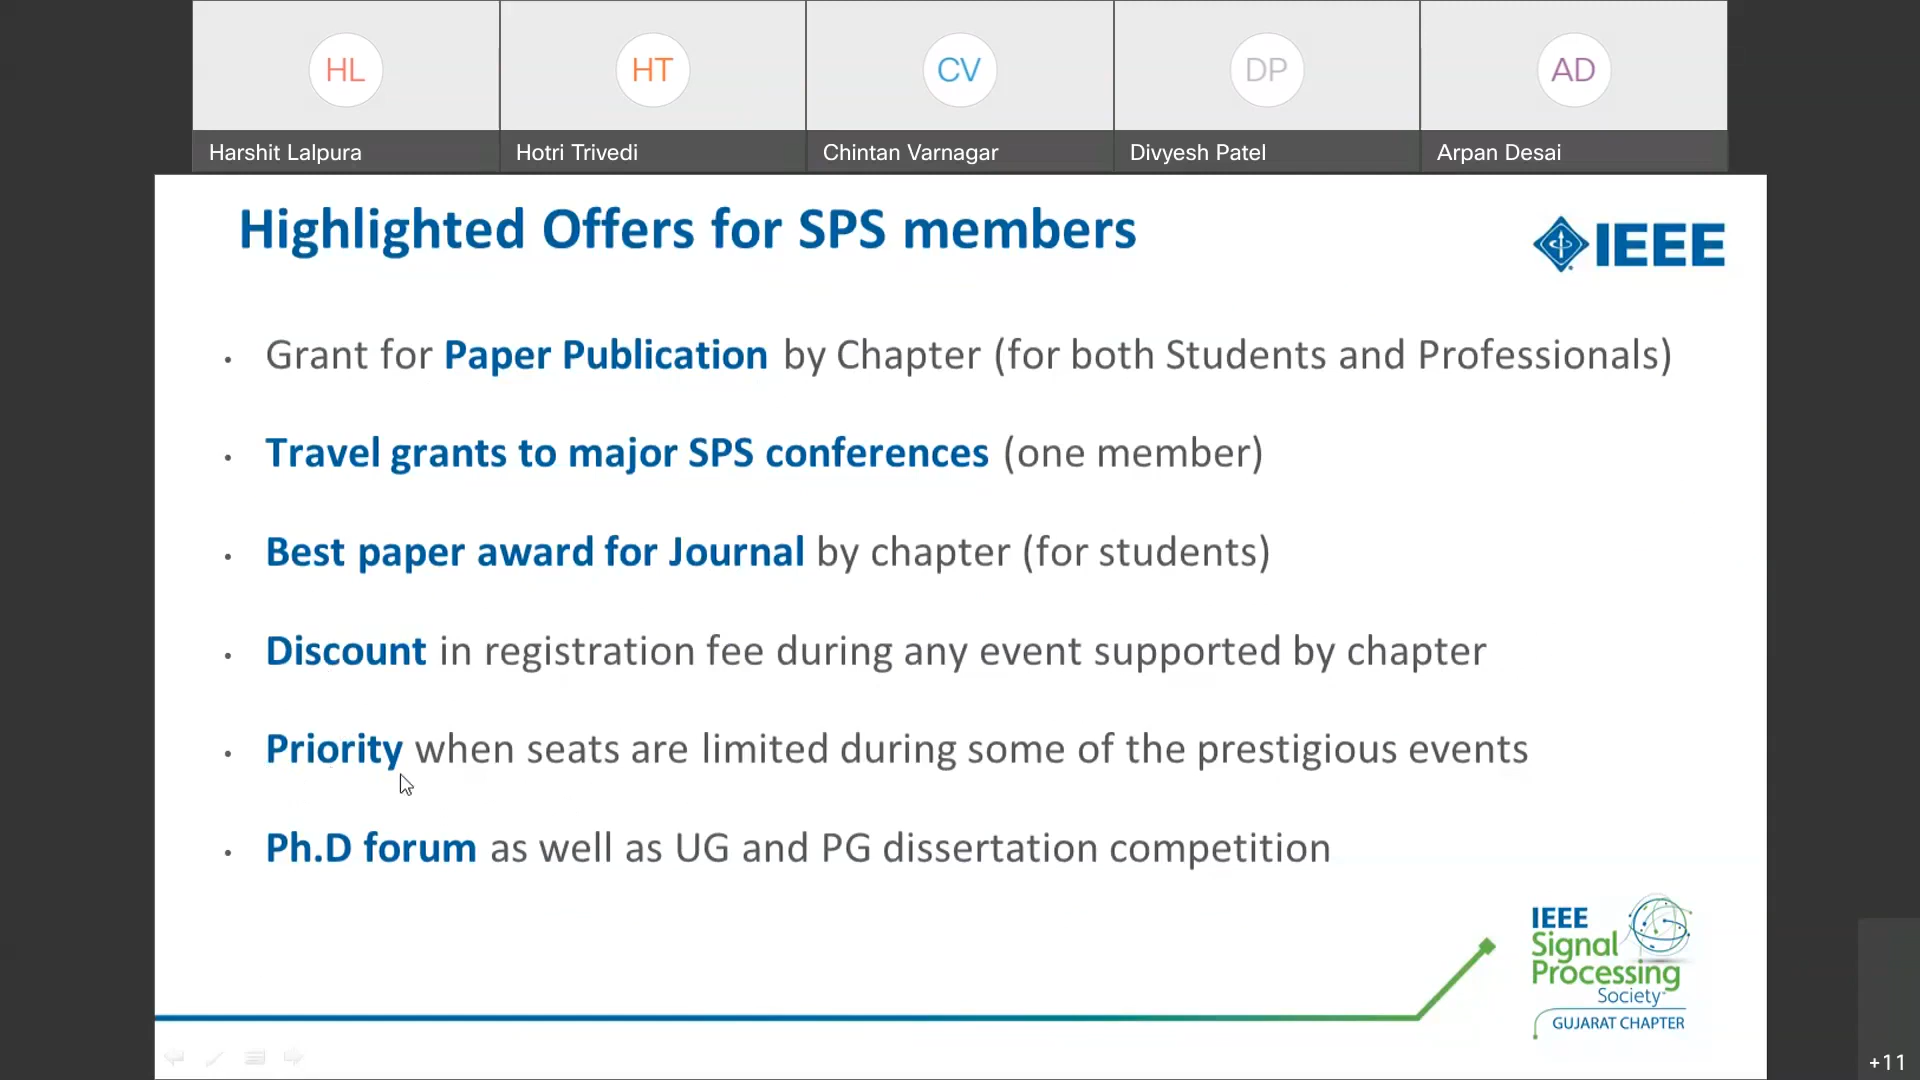 HL
HT
CV
DP
AD
Harshit Lalpura
Hotri Trivedi
Chintan Varnagar
Divyesh Patel
Arpan Desai
Highlighted Offers for SPS members
IEEE
• Grant for Paper Publication by Chapter (for both Students and Professionals)
• Travel grants to major SPS conferences (one member)
• Best paper award for Journal by chapter (for students)
• Discount in registration fee during any event supported by chapter
• Priority when seats are limited during some of the prestigious events
• Ph.D forum as well as UG and PG dissertation competition
IEEE
Signal
Processing
Society
GUJARAT CHAPTER
+11